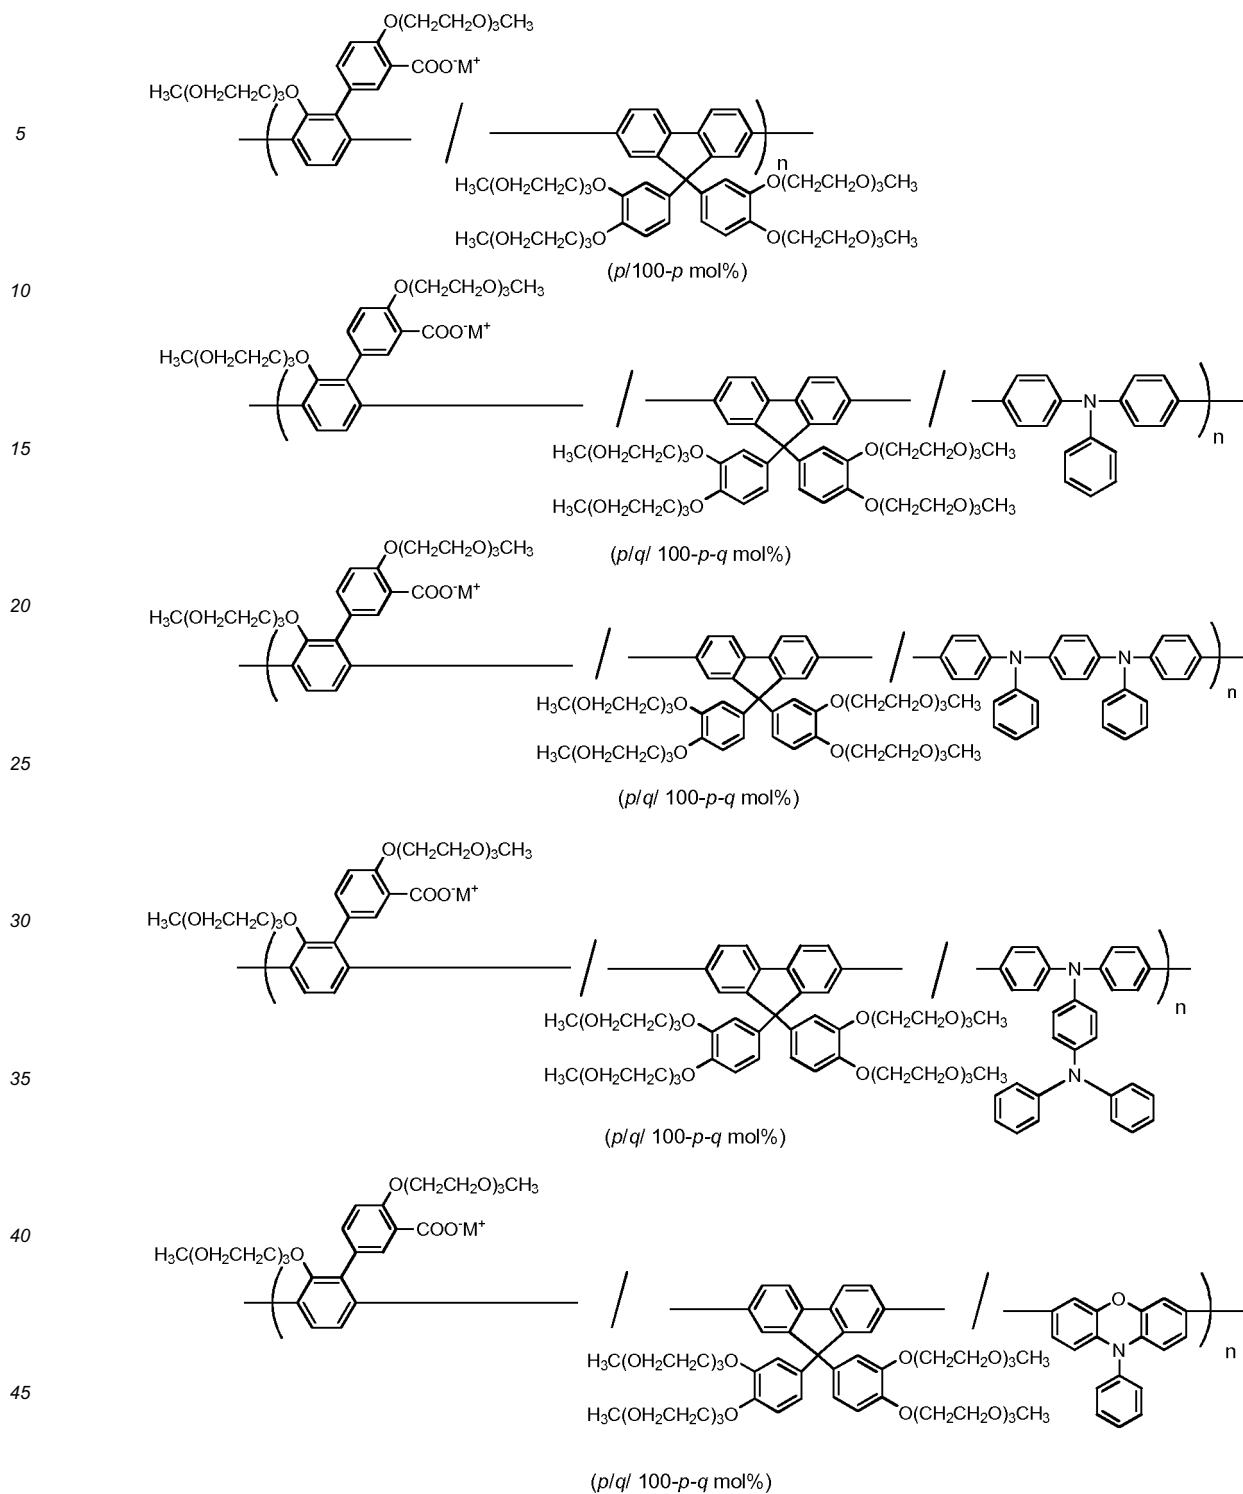 O(CH2CH2O)3CH3
COO-M+
H3C(OH2CH2C)3O
5
n
H3C(OH2CH2C)3O O(CH2CH2O)3CH3
H3C(OH2CH2C)3O O(CH2CH2O)3CH3
(p/100-p mol%)
10
O(CH2CH2O)3CH3
COO-M+
H3C(OH2CH2C)3O
N
n
15
H3C(OH2CH2C)3O O(CH2CH2O)3CH3
H3C(OH2CH2C)3O O(CH2CH2O)3CH3
(p/q/ 100-p-q mol%)
O(CH2CH2O)3CH3
COO-M+
20
H3C(OH2CH2C)3O
N N
n
H3C(OH2CH2C)3O O(CH2CH2O)3CH3
H3C(OH2CH2C)3O O(CH2CH2O)3CH3
25
(p/q/ 100-p-q mol%)
O(CH2CH2O)3CH3
COO-M+
30
H3C(OH2CH2C)3O
N
n
H3C(OH2CH2C)3O O(CH2CH2O)3CH3
H3C(OH2CH2C)3O O(CH2CH2O)3CH3
N
35
(p/q/ 100-p-q mol%)
O(CH2CH2O)3CH3
COO-M+
40
H3C(OH2CH2C)3O
O
N
n
H3C(OH2CH2C)3O O(CH2CH2O)3CH3
45
H3C(OH2CH2C)3O O(CH2CH2O)3CH3
(p/q/ 100-p-q mol%)